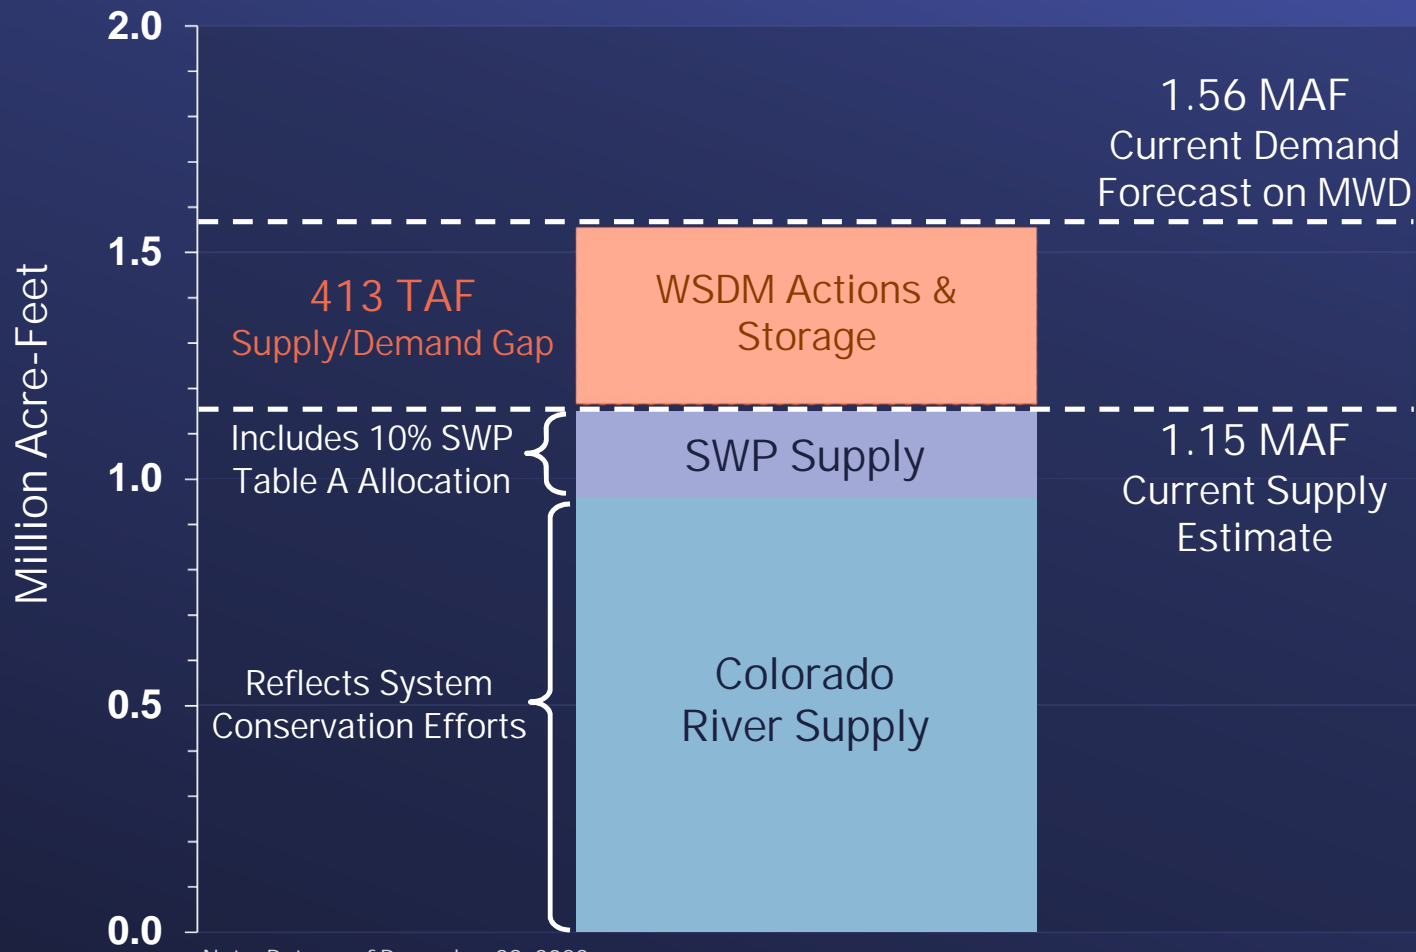 2.0
1.56 MAF
Current Demand
Forecast on MWD
1.5
413 TAF
Supply/Demand Gap
WSDM Actions &
Storage
Million Acre-Feet
Includes 10% SWP
Table A Allocation
SWP Supply
1.15 MAF
Current Supply
Estimate
1.0
Reflects System
Conservation Efforts
Colorado
River Supply
0.5
0.0